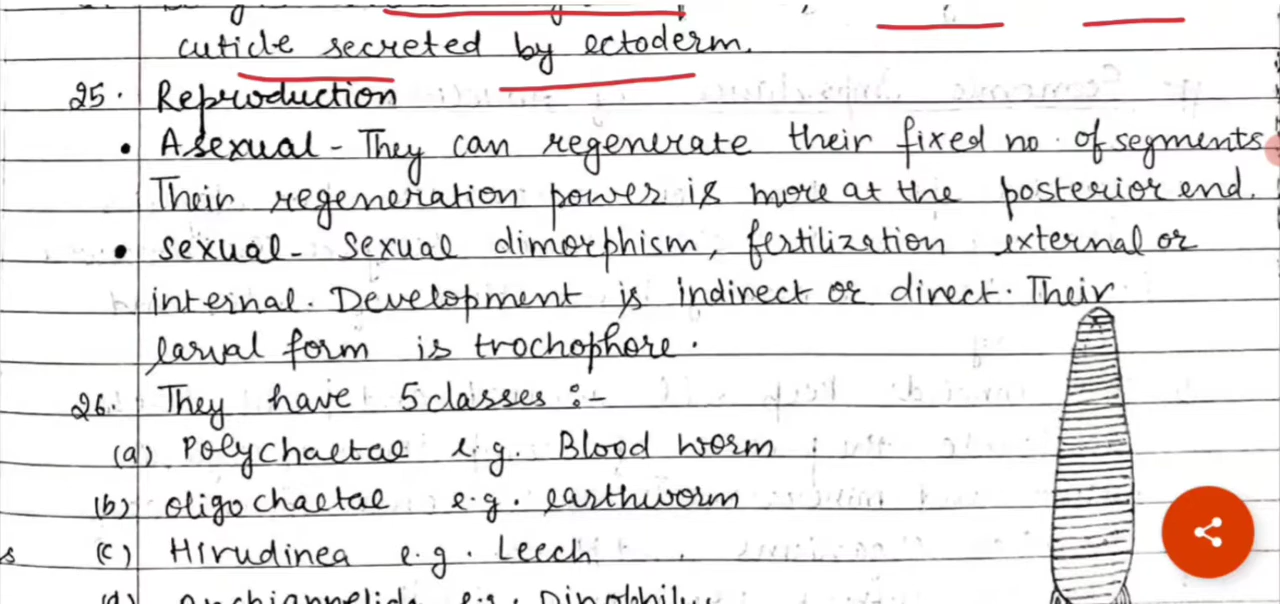 cuticle secreted by ectoderm.
25. Reproduction
• Asexual - They can regenerate their fixed no. of segments
Their regeneration power is more at the posterior end.
• sexual - sexual dimorphism, fertilization external or
internal. Development is indirect or direct. Their
larval form is trochophore.
26. They have 5 classes :-
(a) Polychaetae e.g. Blood worm
(b) oligochaetae e.g. earthworm
s (c) Hirudinea e.g. Leech